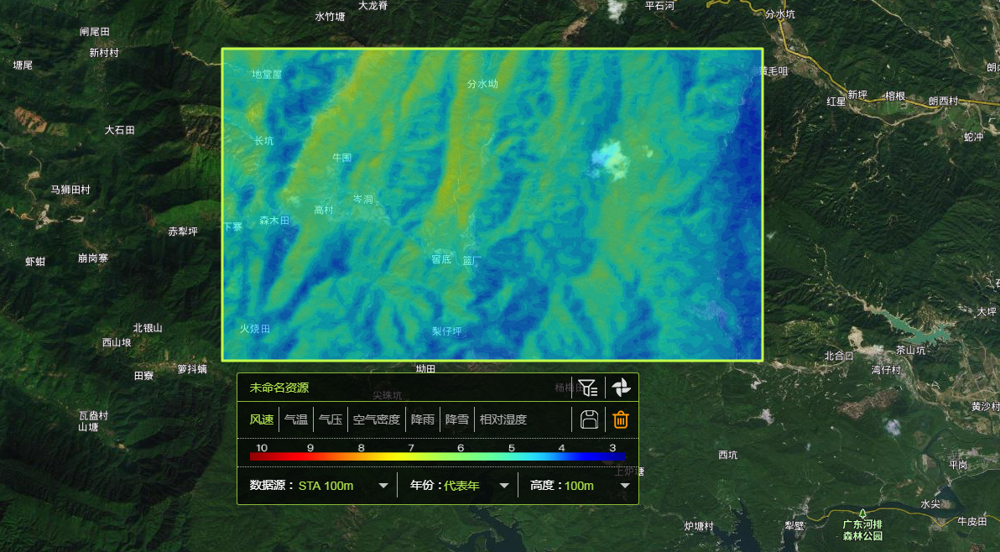 大龙脊
平石河
水竹塘
分水坑
闸尾田
新村村
塘尾
黄毛咀
朗
地堂屋
分水坳
新坪
榕根
红星
朗西村
大石田
长坑
蛇冲
牛围
马狮田村
岑洞
高村
下寨
森木田
赤犁坪
崩岗寨
虾蚶
窖底
篮厂
石
大坪
北银山
火烧田
梨仔坪
西山埌
北合口
茶山坑
田寮
箩抖螭
坳田
湾仔村
未命名资源
尖珠坑
杨梅田
黄沙村
风速
气温
气压
空气密度
降雨
降雪
相对湿度
瓦盎村
山塘
10 9 8 7 6 5 4 3
西坑
平岗
上炉塘
数据源：STA 100m
年份：代表年
高度：100m
水尖
炉塘村
犁壁
牛皮田
广东河排
森林公园